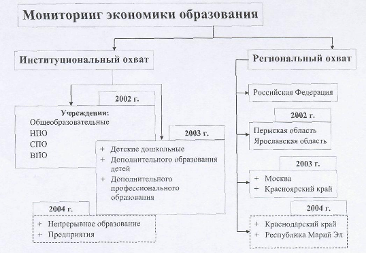 Мониторинг экономики образования
Институциональный охват
2002 г.
Учреждения:
Общеобразовательные
НПО
СПО
ВПО
2003 г.
+ Детские дошкольные
+ Дополнительного образования
детей
+ Дополнительного
профессионального
образования
2004 г.
+ Непрерывное образование
+ Предприятия
Региональный охват
Российская Федерация
2002 г.
Пермская область
Ярославская область
2003 г.
+ Москва
+ Красноярский край
2004 г.
+ Краснодарский край
+ Республика Марий Эл